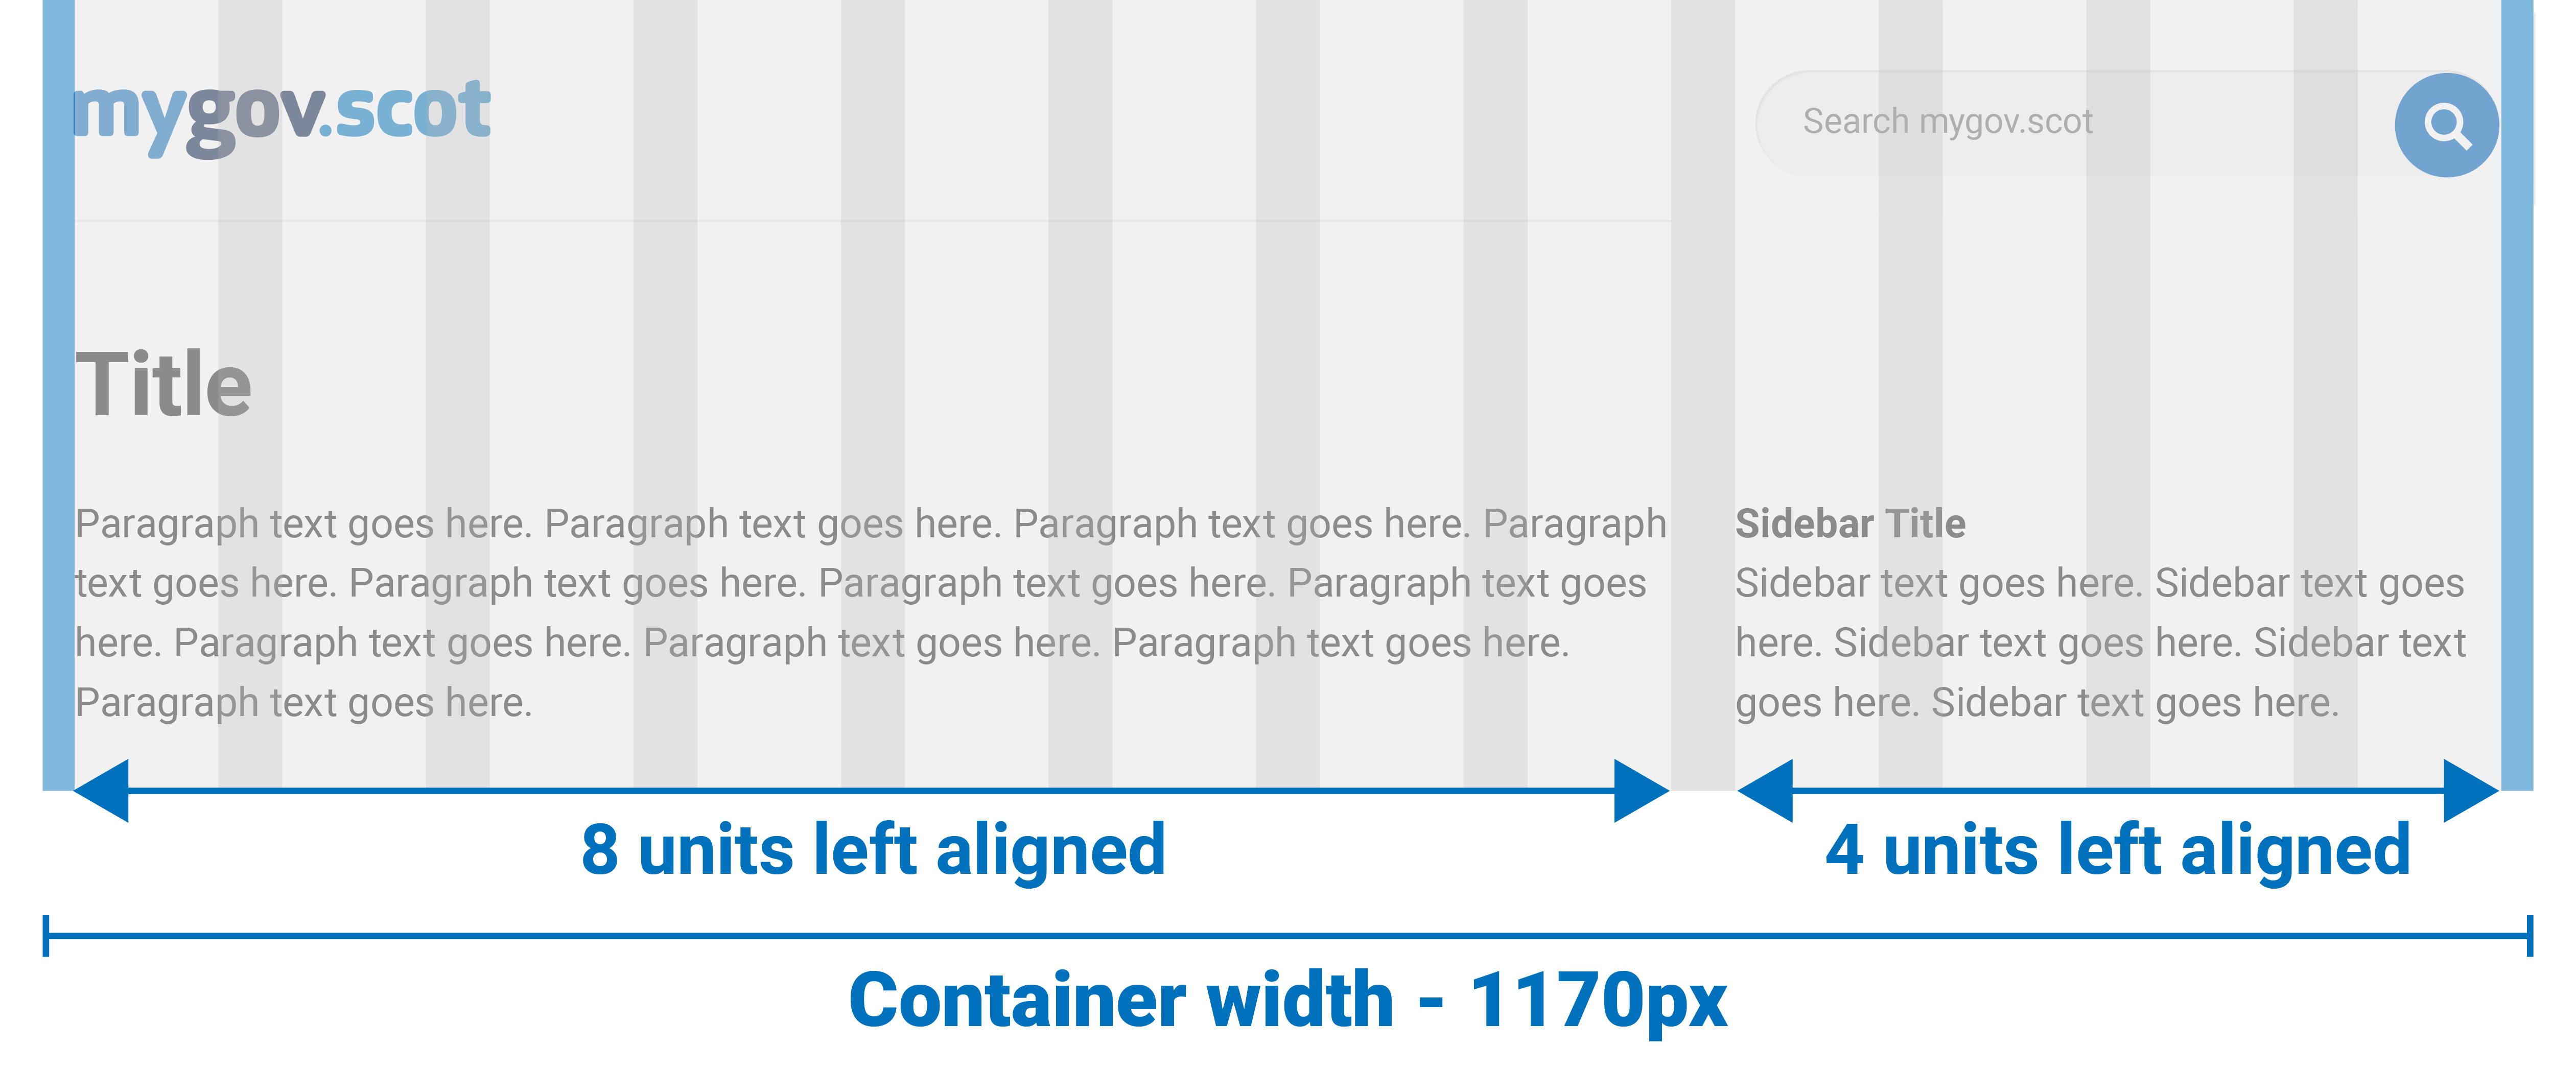 mygov.scot
Search mygov.scot
Title
Paragraph text goes here. Paragraph text goes here. Paragraph text goes here. Paragraph
text goes here. Paragraph text goes here. Paragraph text goes here. Paragraph text goes
here. Paragraph text goes here. Paragraph text goes here. Paragraph text goes here.
Paragraph text goes here.
Sidebar Title
Sidebar text goes here. Sidebar text goes
here. Sidebar text goes here. Sidebar text
goes here. Sidebar text goes here.
8 units left aligned
4 units left aligned
Container width - 1170px